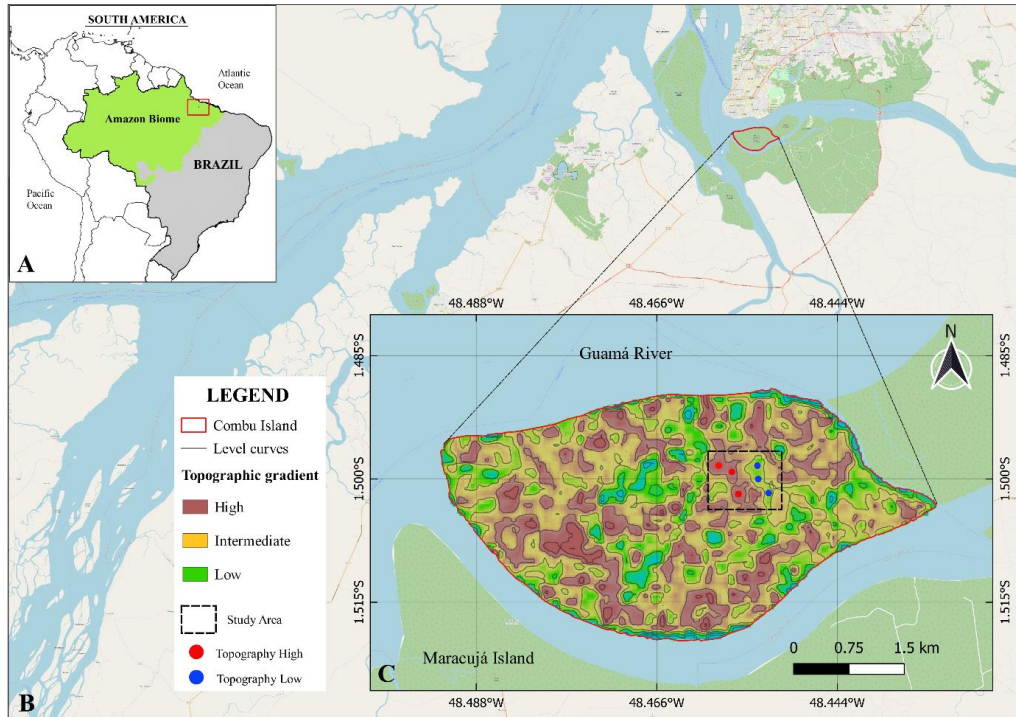 SOUTH AMERICA
Atlantic
Ocean
Amazon Biome
BRAZIL
Pacific
Ocean
A
48.488°W
48.466°W
48.444°W
N
Guamá River
1.485°S
1.485°S
LEGEND
Combu Island
Level curves
Topographic gradient
High
Intermediate
Low
Study Area
Topography High
Topography Low
1.500°S
1.500°S
1.515°S
1.515°S
Maracujá Island
0
0.75
1.5 km
B
C
48.488°W
48.466°W
48.444°W